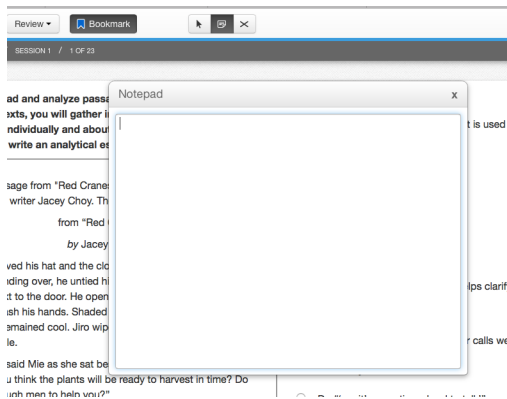 Review
Bookmark
SESSION 1 / 1 OF 23
Notepad
x
ad and analyze passa
exts, you will gather i
ndividually and abou
write an analytical es
sage from "Red Crane
writer Jacey Choy. Th
from "Red
by Jacey
ved his hat and the clo
nding over, he untied hi
xt to the door. He open
ash his hands. Shaded
emained cool. Jiro wip
le.
said Mie as she sat be
u think the plants will be ready to harvest in time? Do
ugh men to help you?"
t is used
lps clarif
r calls we